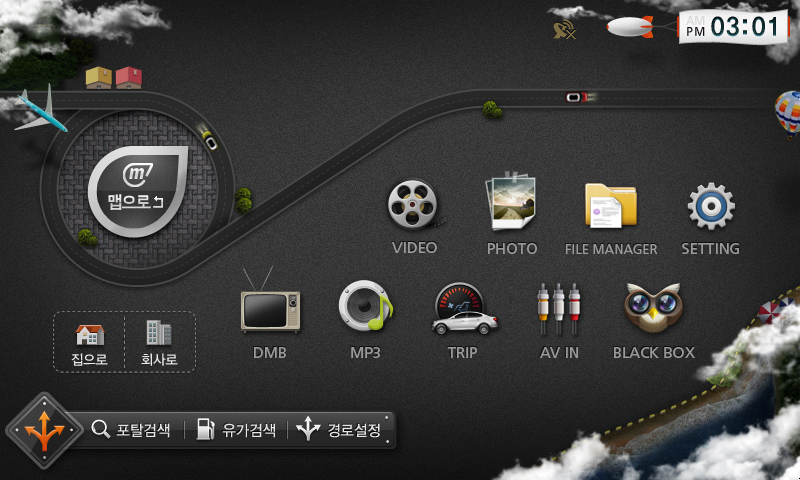 AM
PM 03:01
m
맵으로
VIDEO
PHOTO
FILE MANAGER
SETTING
DMB
MP3
TRIP
AV IN
BLACK BOX
집으로
회사로
포탈검색
유가검색
경로설정